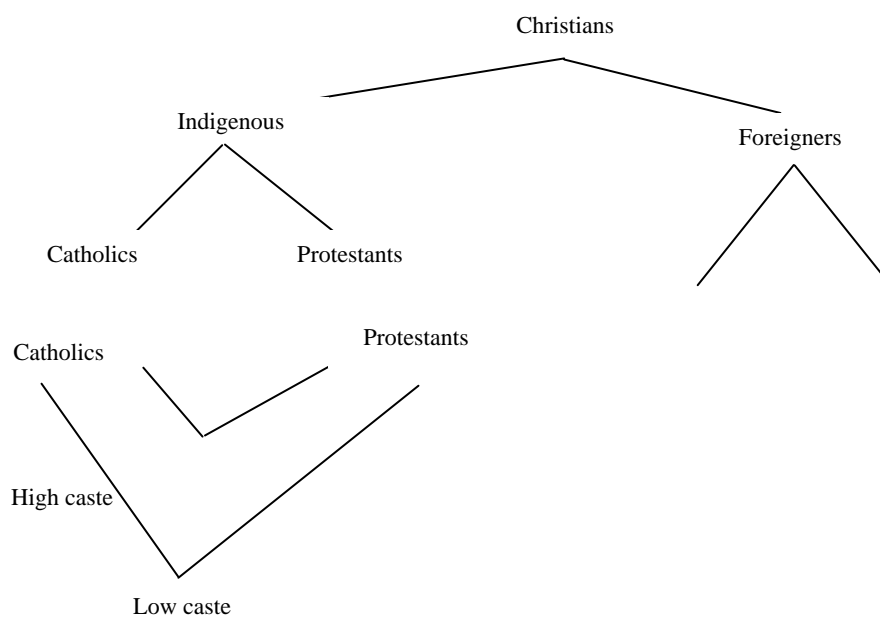 Christians
Indigenous
Foreigners
Catholics
Protestants
Protestants
Catholics
High caste
Low caste